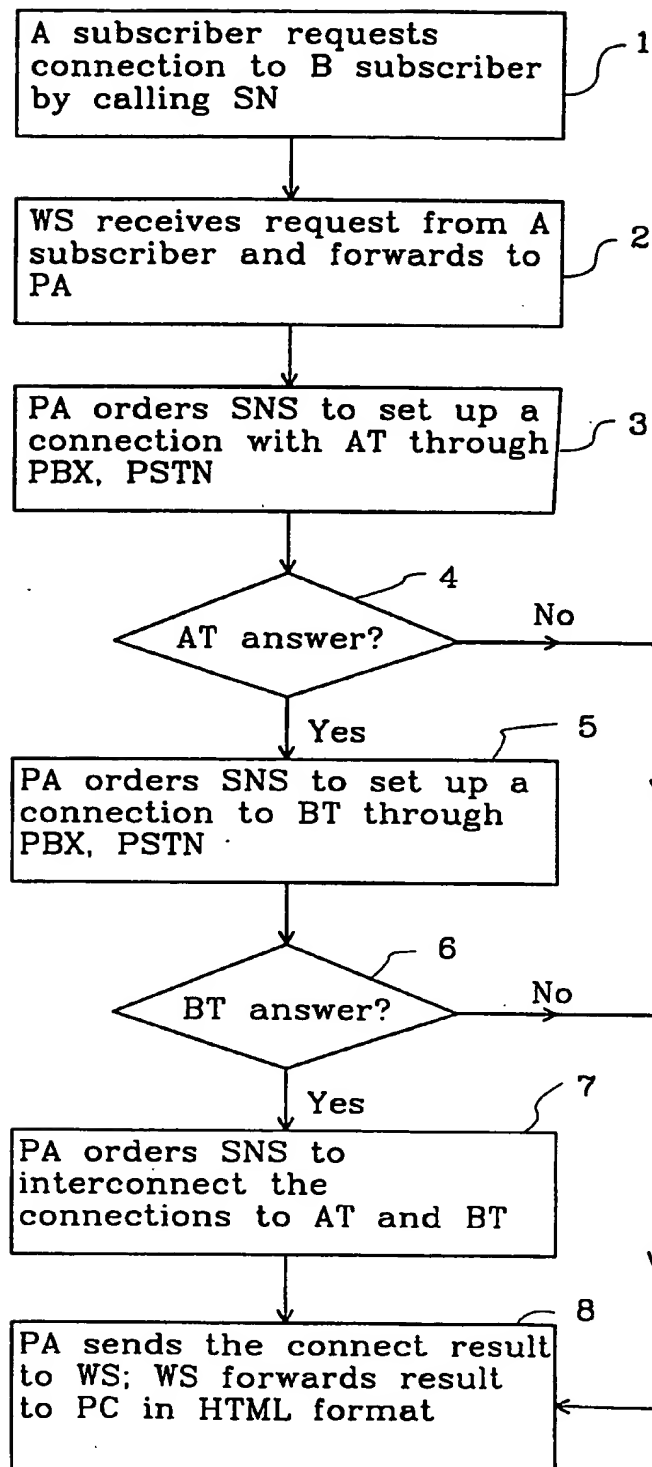 A subscriber requests
connection to B subscriber
by calling SN
1
WS receives request from A
subscriber and forwards to
PA
2
PA orders SNS to set up a
connection with AT through
PBX, PSTN
3
4
AT answer?
No
Yes
5
PA orders SNS to set up a
connection to BT through
PBX, PSTN
6
BT answer?
No
Yes
7
PA orders SNS to
interconnect the
connections to AT and BT
8
PA sends the connect result
to WS; WS forwards result
to PC in HTML format